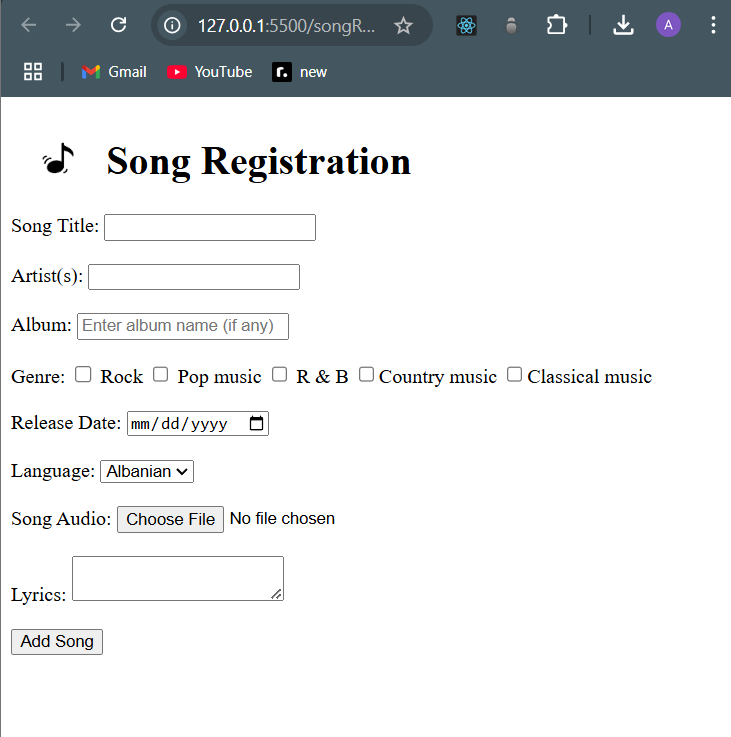 127.0.0.1:5500/songR...
A
Gmail YouTube r. new
Song Registration
Song Title:
Artist(s):
Album: Enter album name (if any)
Genre: Rock Pop music R & B Country music Classical music
Release Date: mm/dd/yyyy
Language: Albanian
Song Audio: Choose File No file chosen
Lyrics:
Add Song